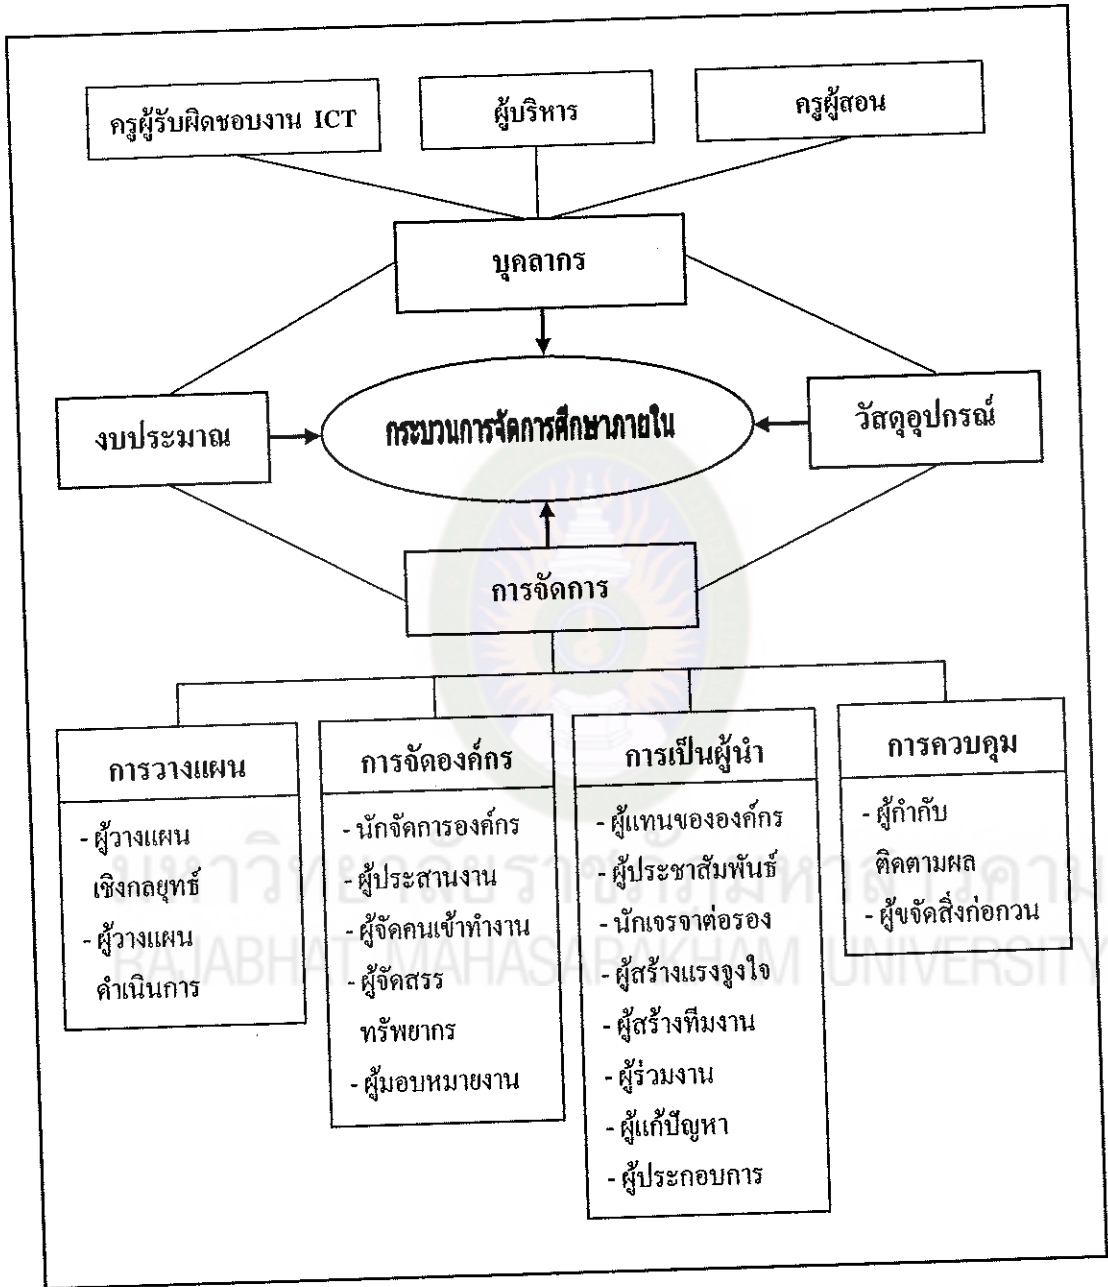 ครูผู้รับผิดชอบงาน ICT
ผู้บริหาร
ครูผู้สอน
บุคลากร
งบประมาณ
กระบวนการจัดการศึกษาภายใน
วัสดุอุปกรณ์
การจัดการ
การวางแผน
- ผู้วางแผน
เชิงกลยุทธ์
- ผู้วางแผน
ดำเนินการ
การจัดองค์กร
- นักจัดการองค์กร
- ผู้ประสานงาน
- ผู้จัดคนเข้าทำงาน
- ผู้จัดสรร
ทรัพยากร
- ผู้มอบหมายงาน
การเป็นผู้นำ
- ผู้แทนขององค์กร
- ผู้ประชาสัมพันธ์
- นักเจรจาต่อรอง
- ผู้สร้างแรงจูงใจ
- ผู้สร้างทีมงาน
- ผู้ร่วมงาน
- ผู้แก้ปัญหา
- ผู้ประกอบการ
การควบคุม
- ผู้กำกับ
ติดตามผล
- ผู้ขจัดสิ่งก่อกวน
มหาวิทยาลัยราชภัฏมหาสารคาม
RAJABHAT MAHASARAKHAM UNIVERSITY